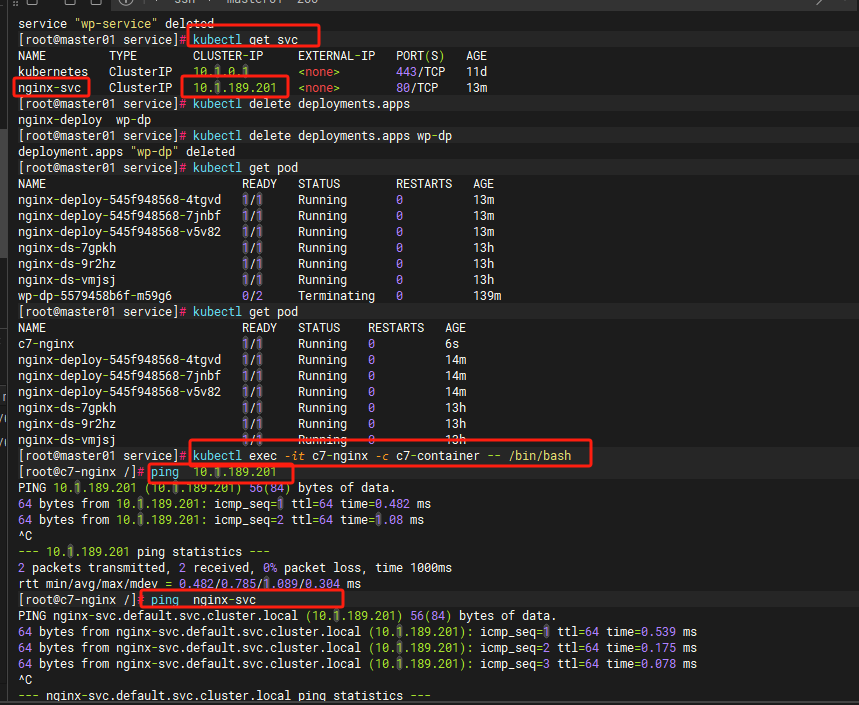 ssh master01 200
service "wp-service" deleted
[root@master01 service]# kubectl get svc
NAME TYPE CLUSTER-IP EXTERNAL-IP PORT(S) AGE
kubernetes ClusterIP 10.1.0.1 <none> 443/TCP 11d
nginx-svc ClusterIP 10.1.189.201 <none> 80/TCP 13m
[root@master01 service]# kubectl delete deployments.apps
nginx-deploy wp-dp
[root@master01 service]# kubectl delete deployments.apps wp-dp
deployment.apps "wp-dp" deleted
[root@master01 service]# kubectl get pod
NAME READY STATUS RESTARTS AGE
nginx-deploy-545f948568-4tgvd 1/1 Running 0 13m
nginx-deploy-545f948568-7jnbf 1/1 Running 0 13m
nginx-deploy-545f948568-v5v82 1/1 Running 0 13m
nginx-ds-7gpkh 1/1 Running 0 13h
nginx-ds-9r2hz 1/1 Running 0 13h
nginx-ds-vmjsj 1/1 Running 0 13h
wp-dp-5579458b6f-m59g6 0/2 Terminating 0 139m
[root@master01 service]# kubectl get pod
NAME READY STATUS RESTARTS AGE
c7-nginx 1/1 Running 0 6s
nginx-deploy-545f948568-4tgvd 1/1 Running 0 14m
nginx-deploy-545f948568-7jnbf 1/1 Running 0 14m
nginx-deploy-545f948568-v5v82 1/1 Running 0 14m
nginx-ds-7gpkh 1/1 Running 0 13h
nginx-ds-9r2hz 1/1 Running 0 13h
nginx-ds-vmjsj 1/1 Running 0 13h
[root@master01 service]# kubectl exec -it c7-nginx -c c7-container -- /bin/bash
[root@c7-nginx /]# ping 10.1.189.201
PING 10.1.189.201 (10.1.189.201) 56(84) bytes of data.
64 bytes from 10.1.189.201: icmp_seq=1 ttl=64 time=0.482 ms
64 bytes from 10.1.189.201: icmp_seq=2 ttl=64 time=1.08 ms
^C
--- 10.1.189.201 ping statistics ---
2 packets transmitted, 2 received, 0% packet loss, time 1000ms
rtt min/avg/max/mdev = 0.482/0.785/1.089/0.304 ms
[root@c7-nginx /]# ping nginx-svc
PING nginx-svc.default.svc.cluster.local (10.1.189.201) 56(84) bytes of data.
64 bytes from nginx-svc.default.svc.cluster.local (10.1.189.201): icmp_seq=1 ttl=64 time=0.539 ms
64 bytes from nginx-svc.default.svc.cluster.local (10.1.189.201): icmp_seq=2 ttl=64 time=0.175 ms
64 bytes from nginx-svc.default.svc.cluster.local (10.1.189.201): icmp_seq=3 ttl=64 time=0.078 ms
^C
--- nginx-svc.default.svc.cluster.local ping statistics ---